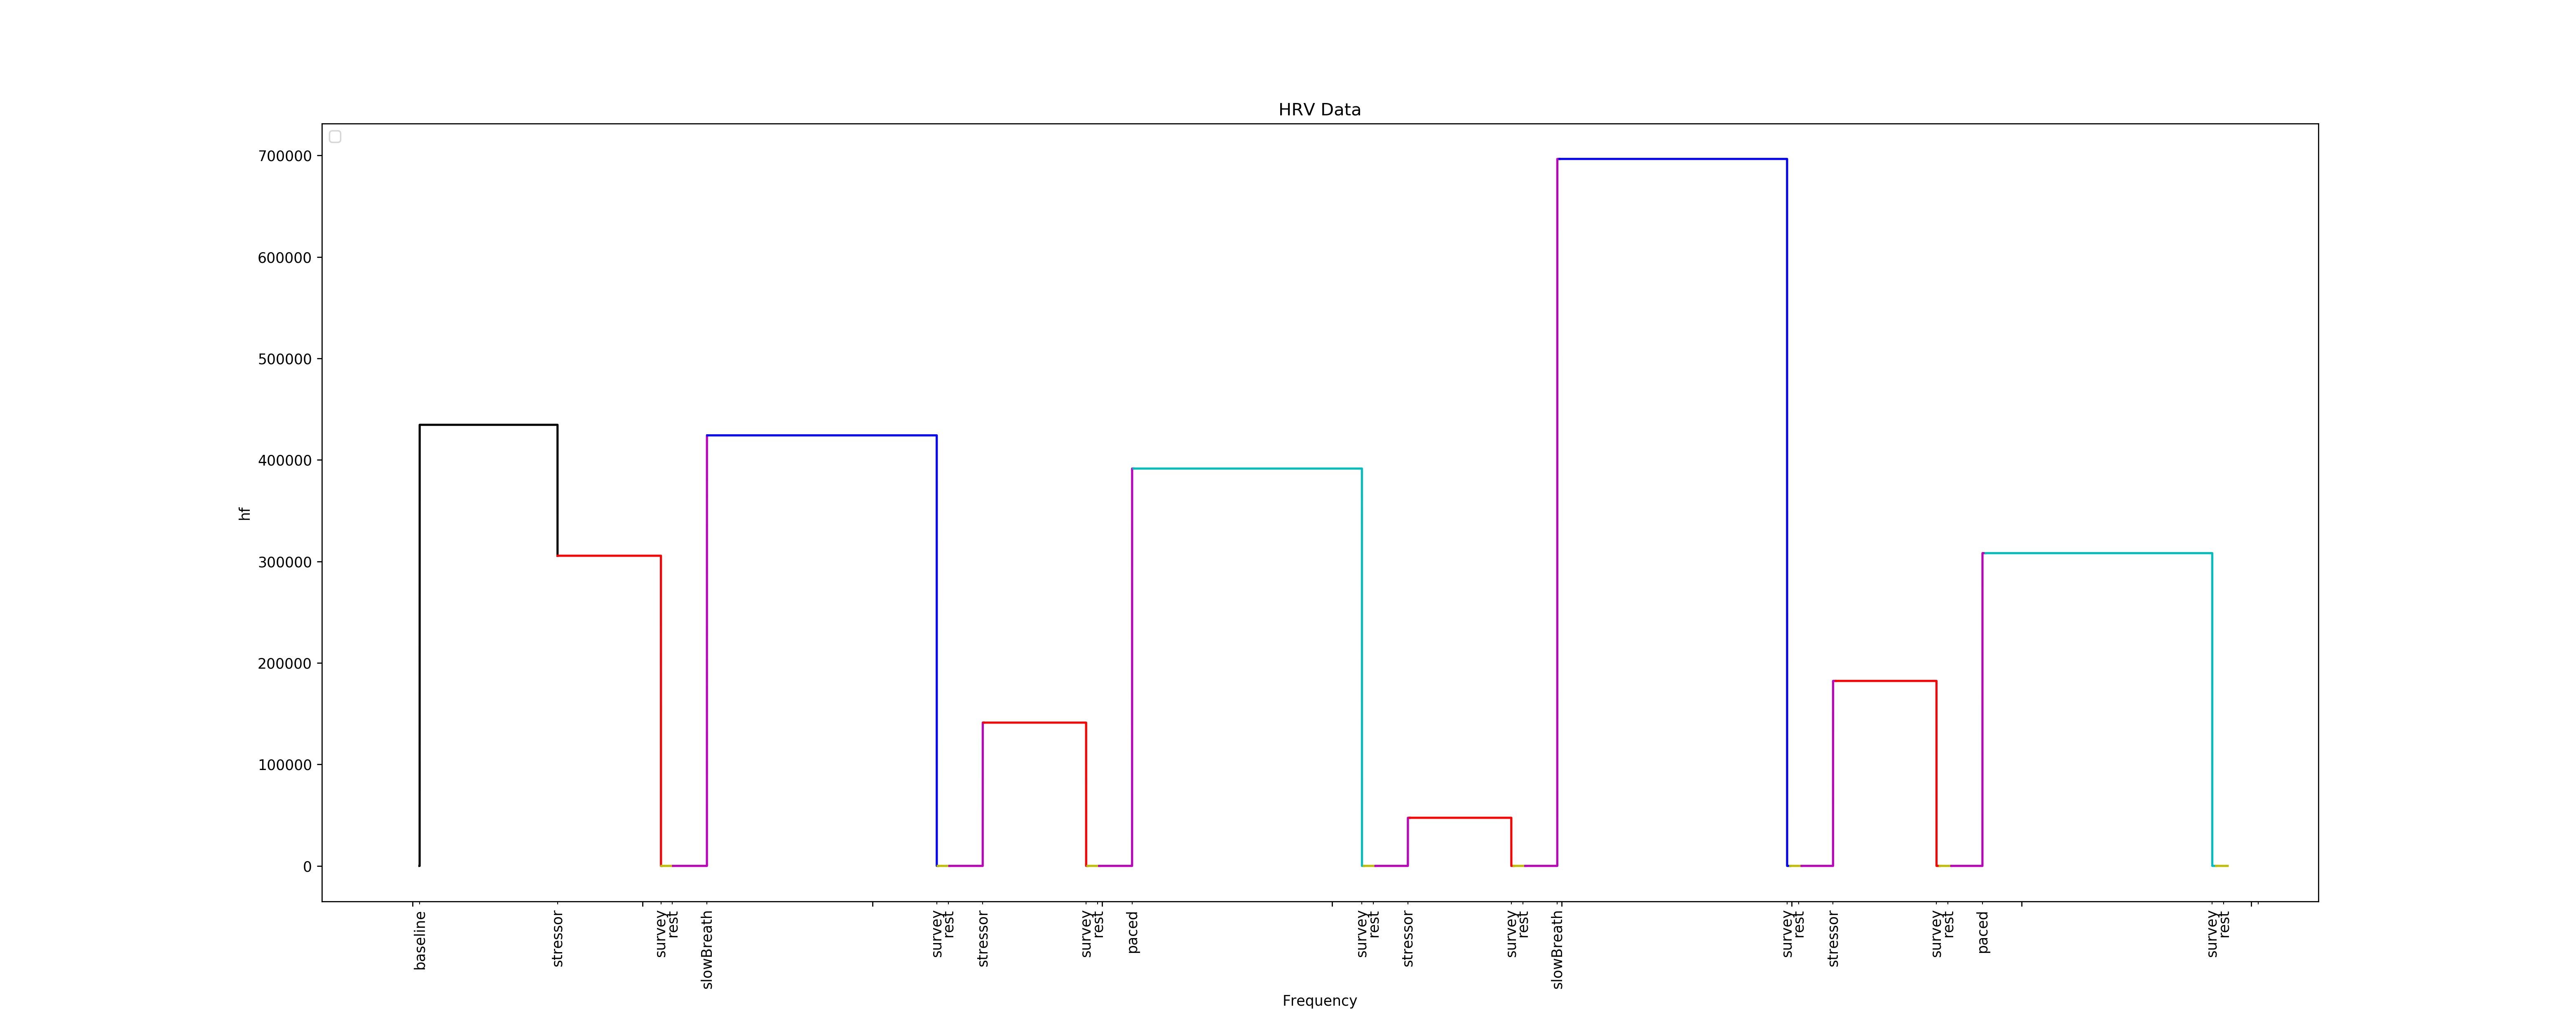 HRV Data
700000
600000
500000
400000
300000
200000
100000
0
hf
baseline
stressor
survey
rest
slowBreath
survey
rest
stressor
survey
rest
paced
survey
rest
stressor
survey
rest
slowBreath
survey
rest
stressor
survey
rest
paced
survey
rest
Frequency